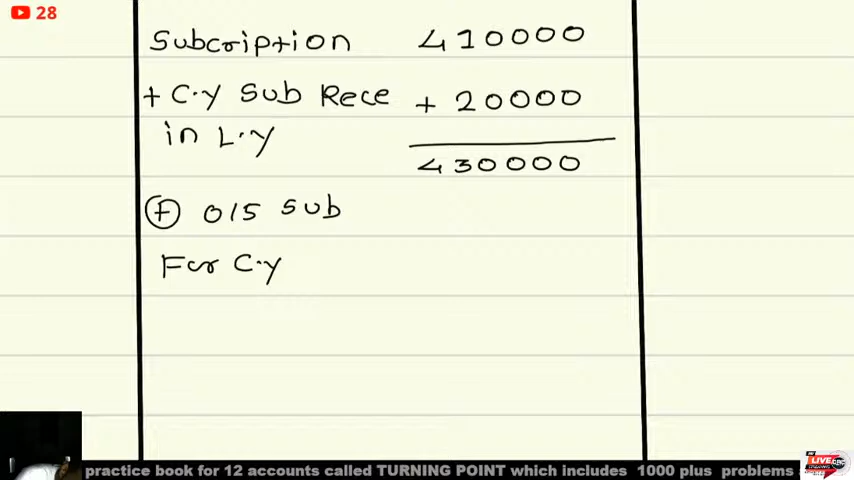 28
Subcription 410000
+ C.y Sub Rece + 20000
in L.y
430000
+ O/S Sub
For C.y
practice book for 12 accounts called TURNING POINT which includes 1000 plus problems
LIVE